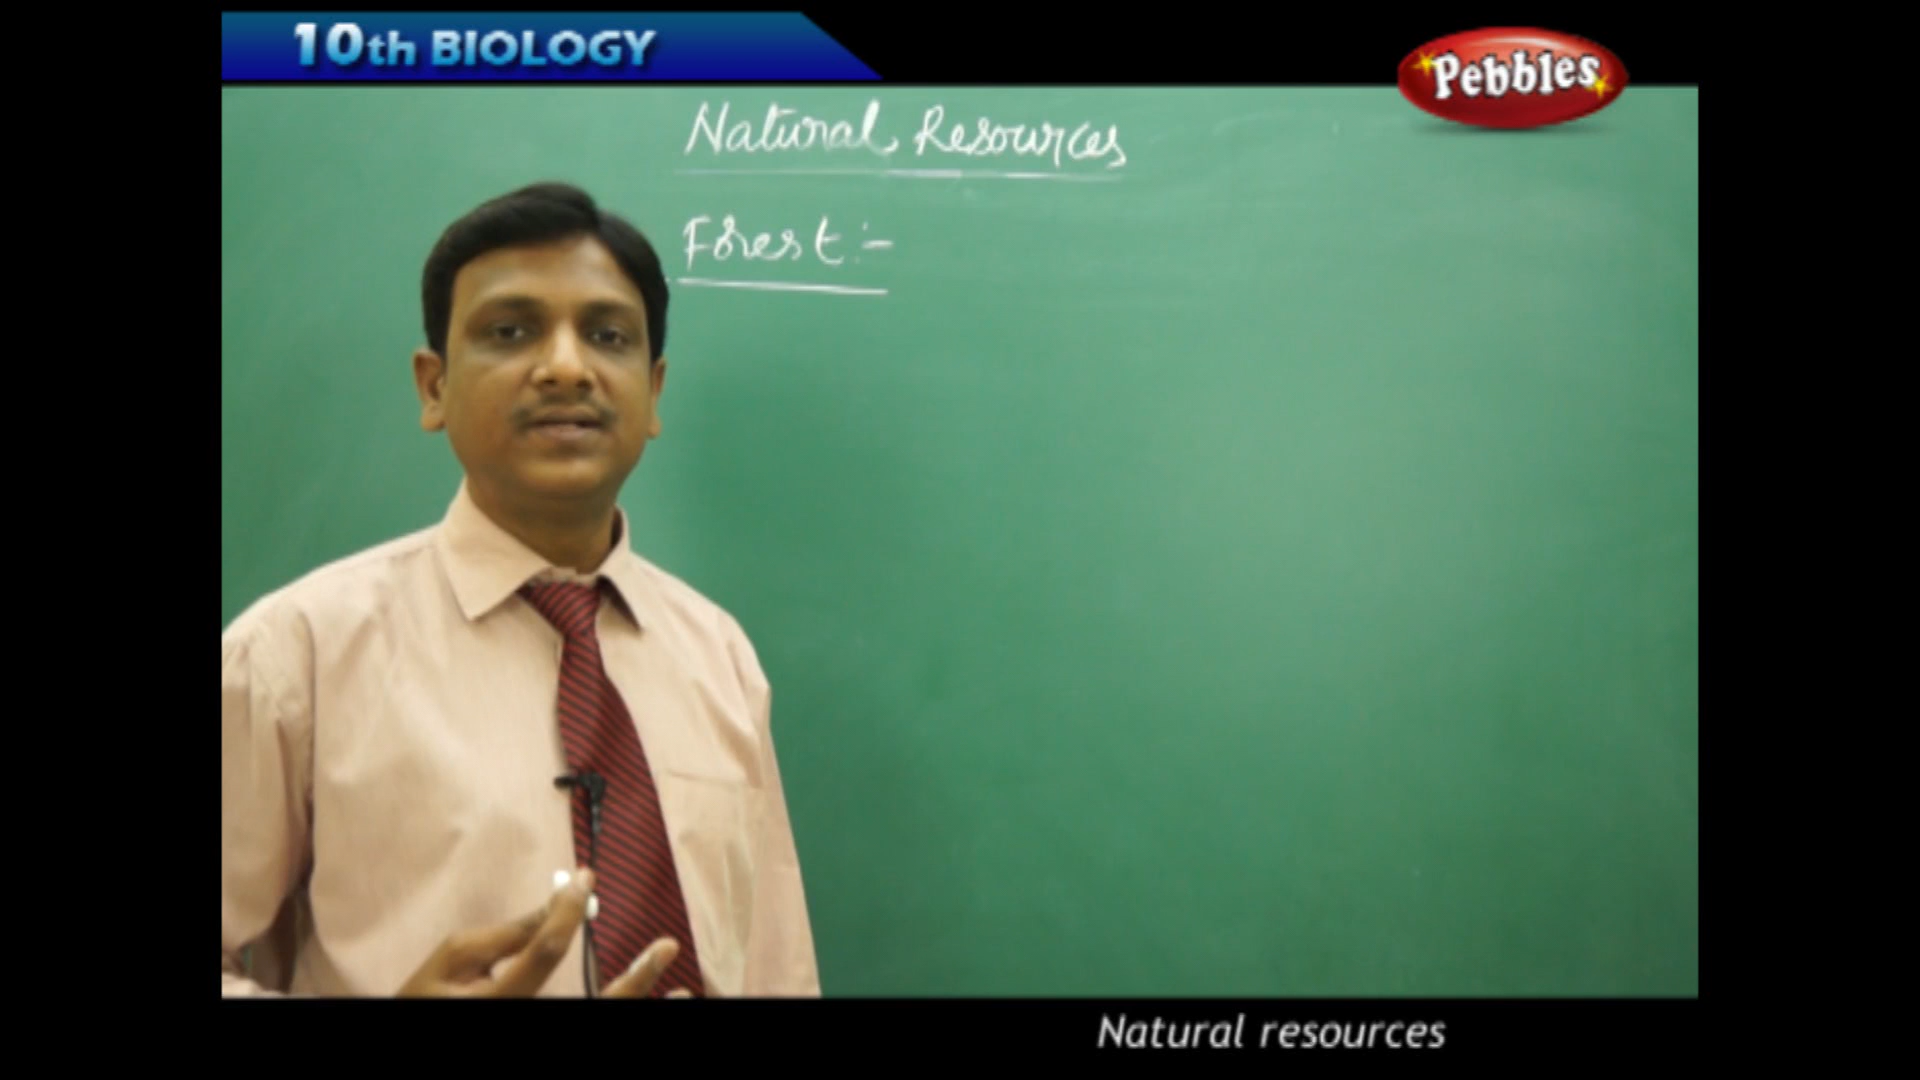 10th BIOLOGY
Pebbles
Natural Resources
Forest :-
Natural resources